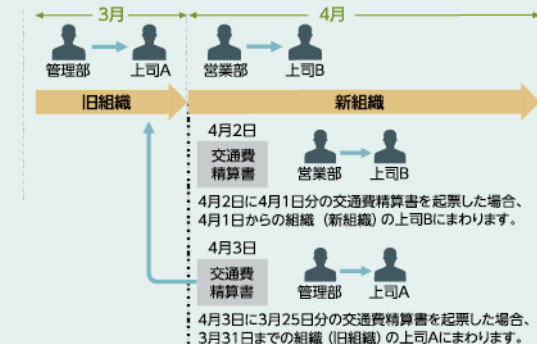 3月
4月
管理部 上司A
営業部 上司B
旧組織
新組織
4月2日
交通費
精算書
営業部 上司B
4月2日に4月1日分の交通費精算書を起票した場合、
4月1日からの組織（新組織）の上司Bにまわります。
4月3日
交通費
精算書
管理部 上司A
4月3日に3月25日分の交通費精算書を起票した場合、
3月31日までの組織（旧組織）の上司Aにまわります。